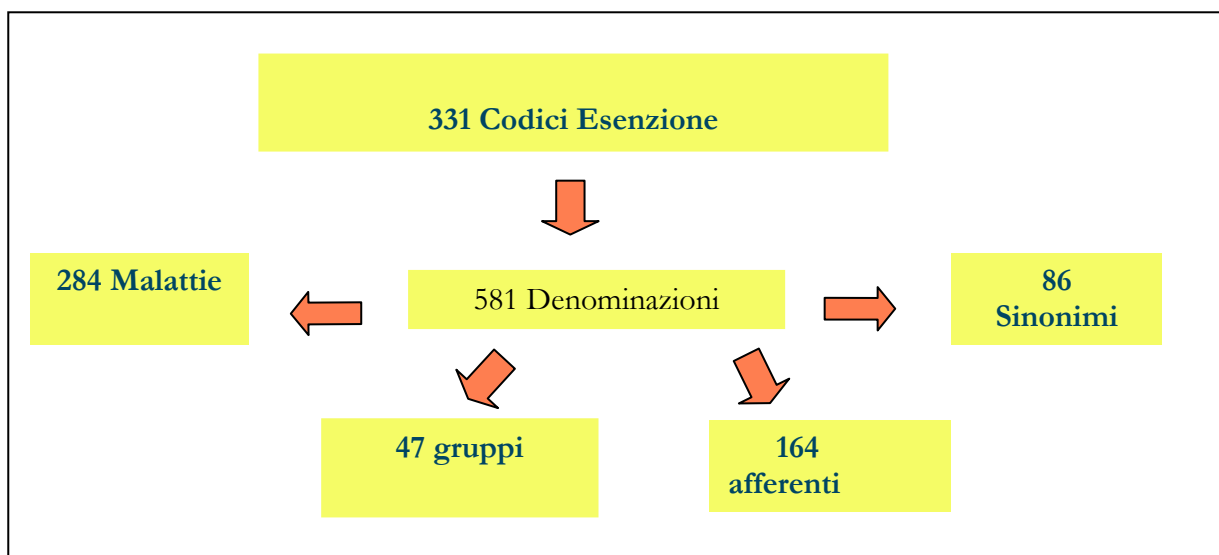 331 Codici Esenzione
284 Malattie
581 Denominazioni
86
Sinonimi
47 gruppi
164
afferenti